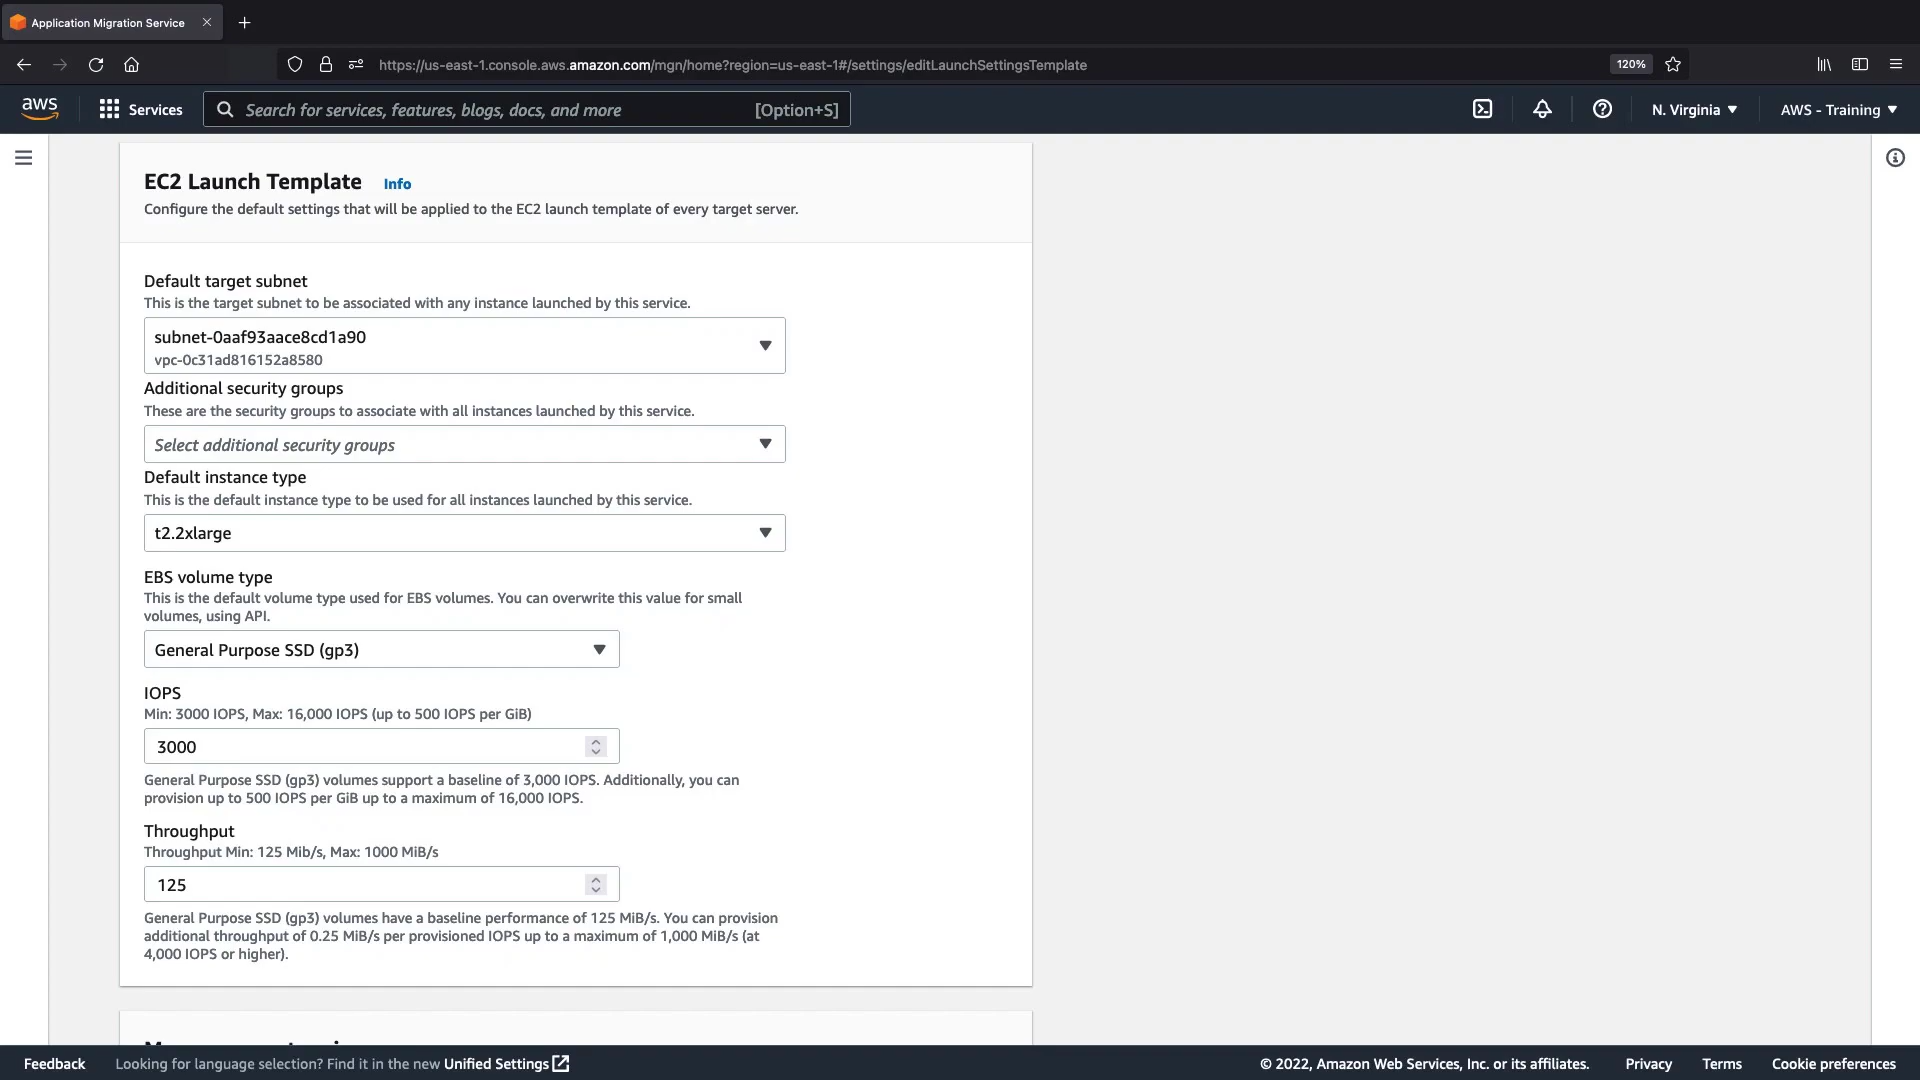 Application Migration Service
https://us-east-1.console.aws.amazon.com/mgn/home?region=us-east-1#/settings/editLaunchSettingsTemplate
120%
aws
Services
Search for services, features, blogs, docs, and more
[Option+S]
N. Virginia
AWS - Training
EC2 Launch Template
Info
Configure the default settings that will be applied to the EC2 launch template of every target server.
Default target subnet
This is the target subnet to be associated with any instance launched by this service.
subnet-0aaf93aace8cd1a90
vpc-0c31ad816152a8580
Additional security groups
These are the security groups to associate with all instances launched by this service.
Select additional security groups
Default instance type
This is the default instance type to be used for all instances launched by this service.
t2.2xlarge
EBS volume type
This is the default volume type used for EBS volumes. You can overwrite this value for small
volumes, using API.
General Purpose SSD (gp3)
IOPS
Min: 3000 IOPS, Max: 16,000 IOPS (up to 500 IOPS per GiB)
3000
General Purpose SSD (gp3) volumes support a baseline of 3,000 IOPS. Additionally, you can
provision up to 500 IOPS per GiB up to a maximum of 16,000 IOPS.
Throughput
Throughput Min: 125 Mib/s, Max: 1000 MiB/s
125
General Purpose SSD (gp3) volumes have a baseline performance of 125 MiB/s. You can provision
additional throughput of 0.25 MiB/s per provisioned IOPS up to a maximum of 1,000 MiB/s (at
4,000 IOPS or higher).
Feedback
Looking for language selection? Find it in the new Unified Settings
© 2022, Amazon Web Services, Inc. or its affiliates.
Privacy
Terms
Cookie preferences